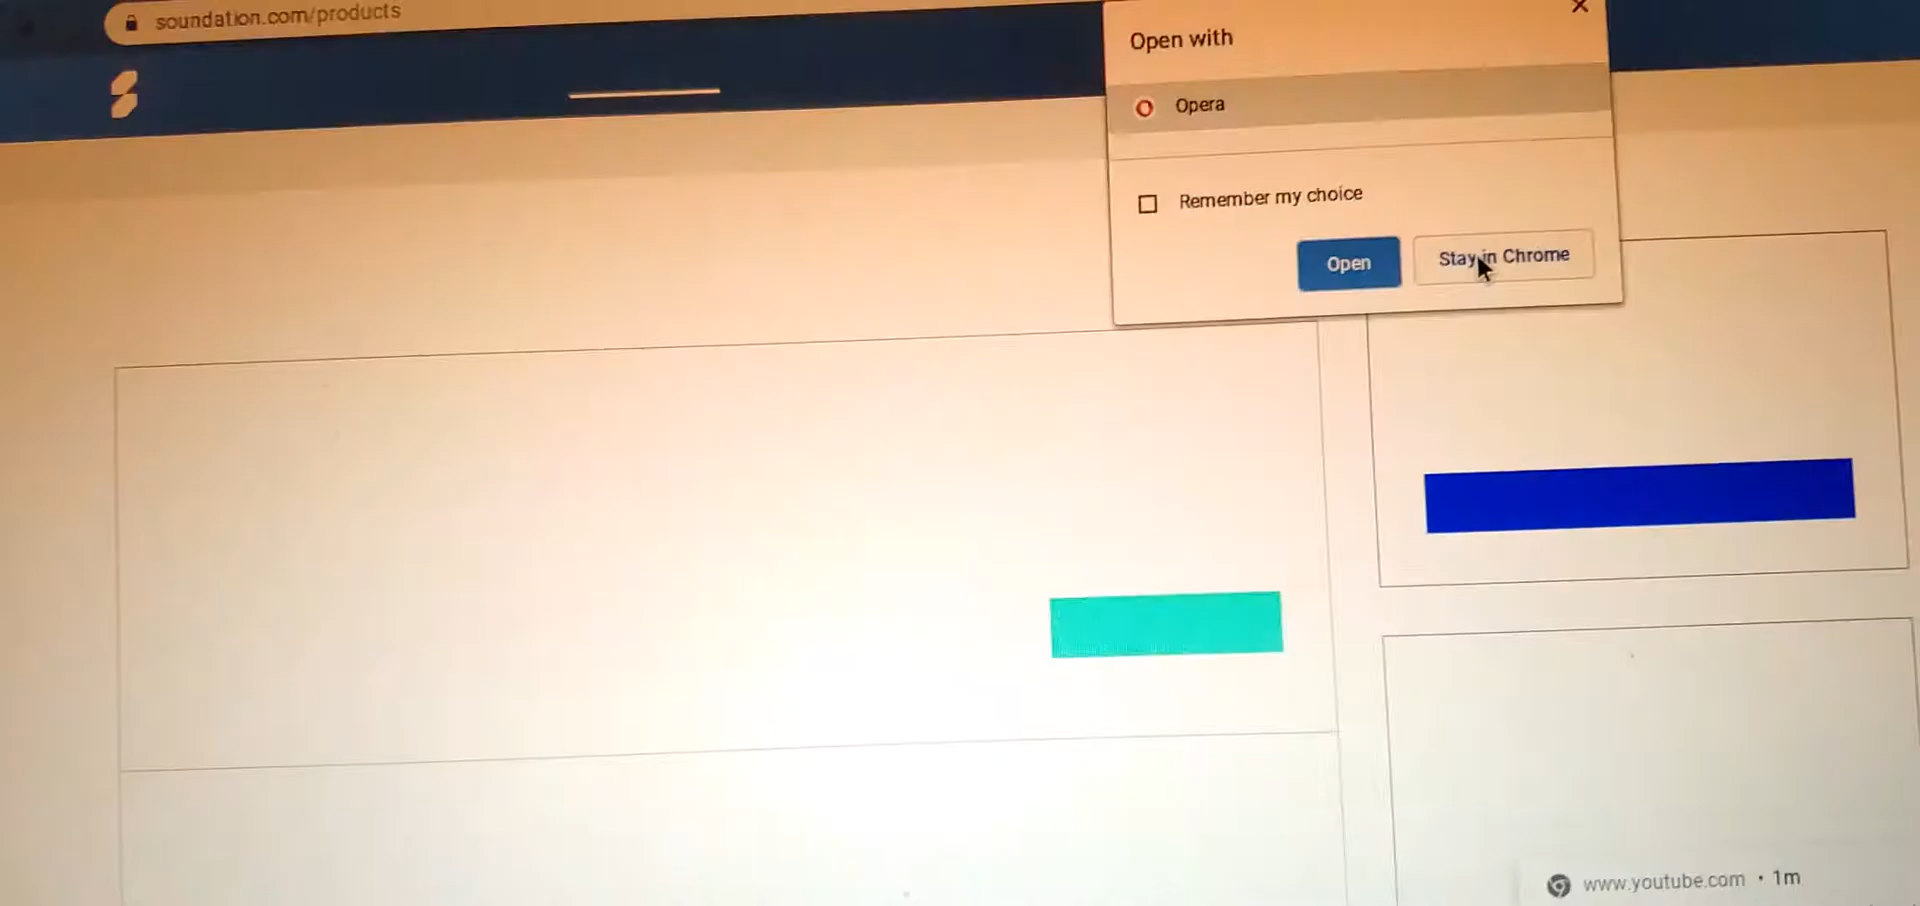 soundation.com/products
Open with
Opera
Remember my choice
Open
Stay in Chrome
www.youtube.com • 1m